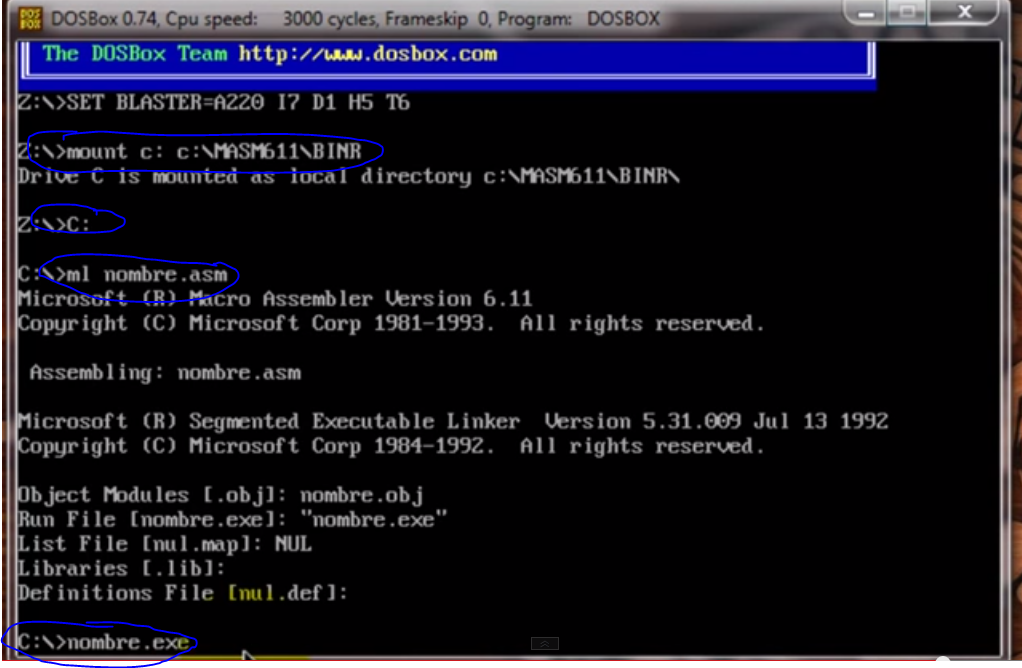 DOSBox 0.74, Cpu speed: 3000 cycles, Frameskip 0, Program: DOSBOX
The DOSBox Team http://www.dosbox.com
Z:\>SET BLASTER=A220 I7 D1 H5 T6
Z:\>mount c: c:\MASM611\BINR
Drive C is mounted as local directory c:\MASM611\BINR\
Z:\>C:
C:\>ml nombre.asm
Microsoft (R) Macro Assembler Version 6.11
Copyright (C) Microsoft Corp 1981-1993. All rights reserved.
Assembling: nombre.asm
Microsoft (R) Segmented Executable Linker Version 5.31.009 Jul 13 1992
Copyright (C) Microsoft Corp 1984-1992. All rights reserved.
Object Modules [.obj]: nombre.obj
Run File [nombre.exe]: "nombre.exe"
List File [nul.map]: NUL
Libraries [.lib]:
Definitions File [nul.def]:
C:\>nombre.exe